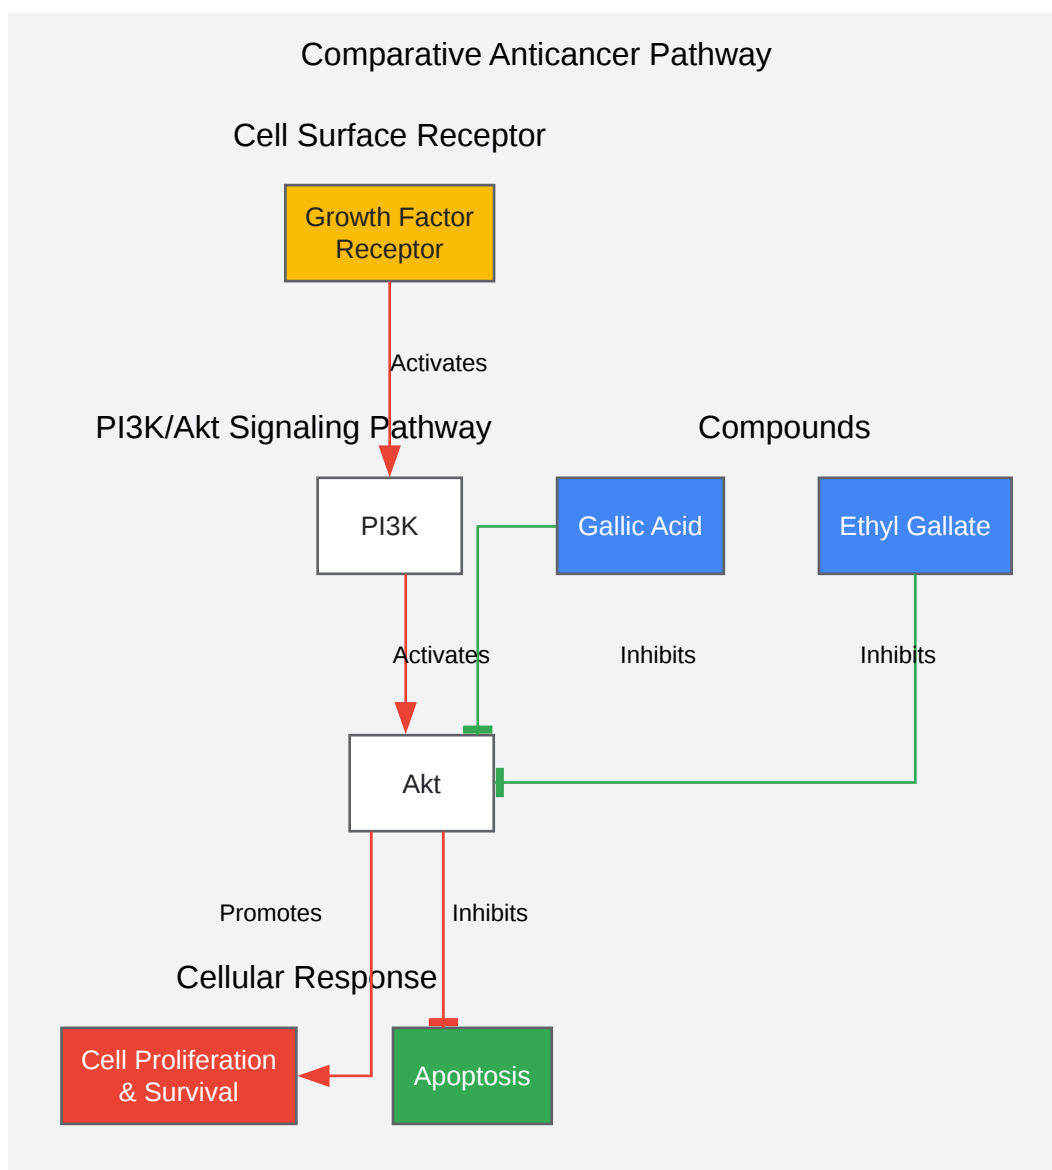 Comparative Anticancer Pathway
Cell Surface Receptor
Growth Factor
Receptor
Activates
PI3K/Akt Signaling Pathway
Compounds
PI3K
Gallic Acid
Ethyl Gallate
Activates
Inhibits
Inhibits
Akt
Promotes
Inhibits
Cellular Response
Cell Proliferation
& Survival
Apoptosis